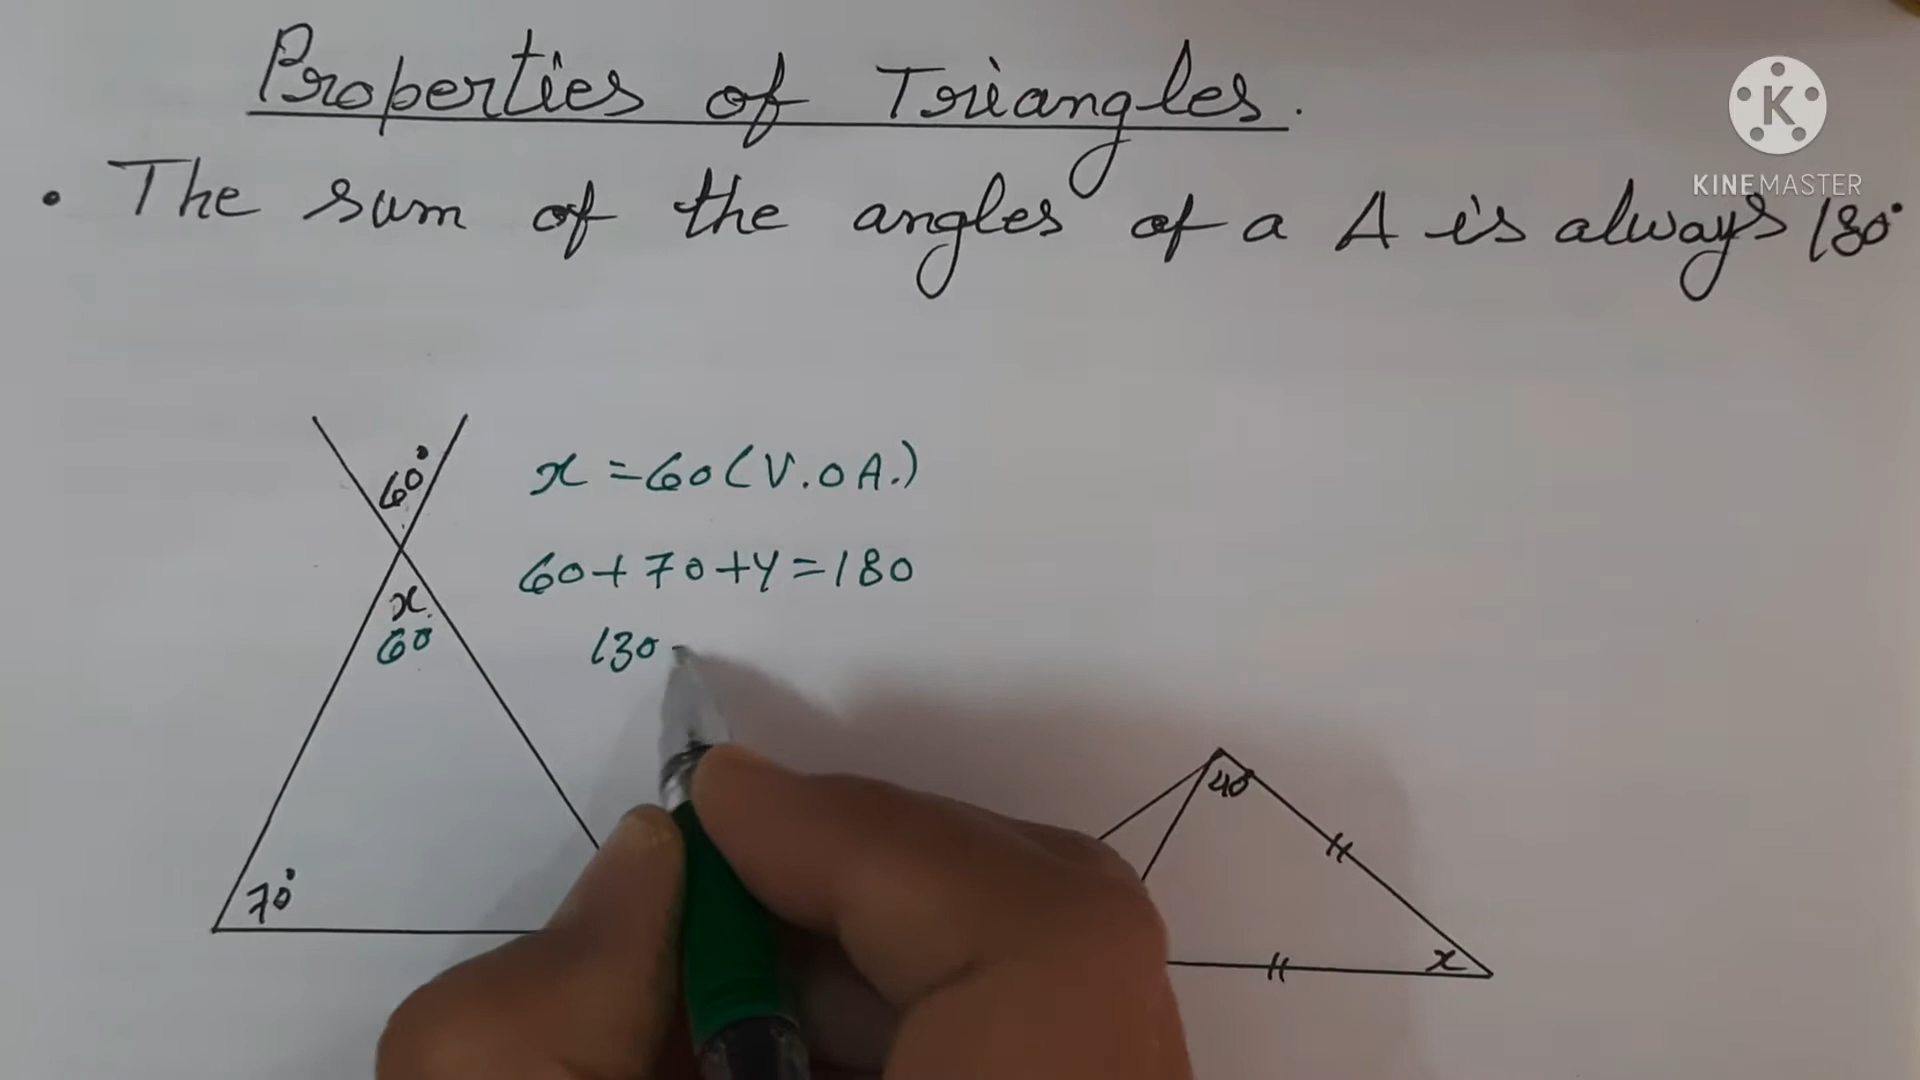 Properties of Triangles.
K
KINEMASTER
• The sum of the angles of a Δ is always 180°
60°
x = 60 (V.OA.)
60 + 70 + y = 180
x
60
130
40
70°
x